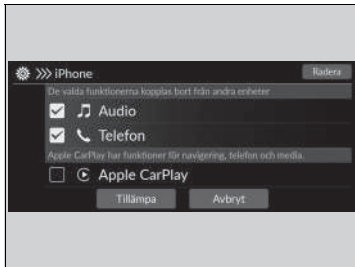 iPhone
Radera
De valda funktionerna kopplas bort från andra enheter
Audio
Telefon
Apple CarPlay har funktioner för navigering, telefon och media.
Apple CarPlay
Tillämpa
Avbryt